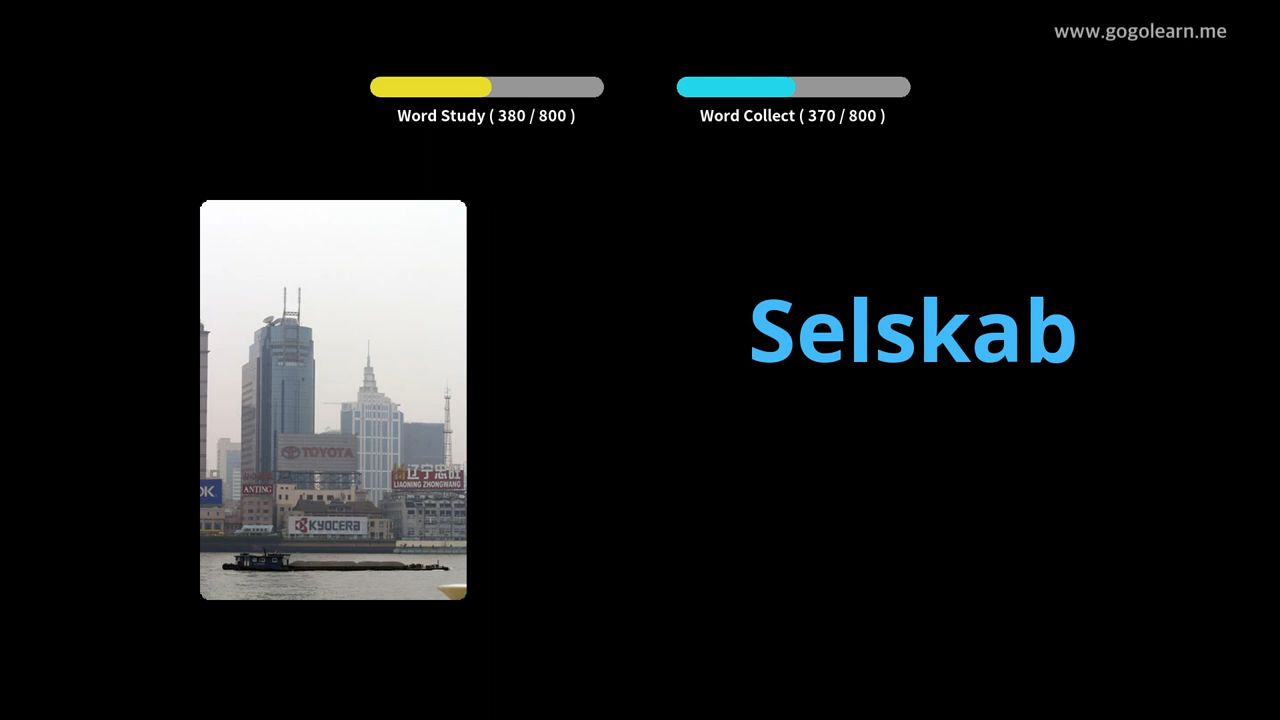 www.gogolearn.me
Word Study ( 380 / 800 )
Word Collect ( 370 / 800 )
Selskab
TOYOTA
辽宁忠旺
LIAONING ZHONGWANG
ANTING
OK
KYOCERA